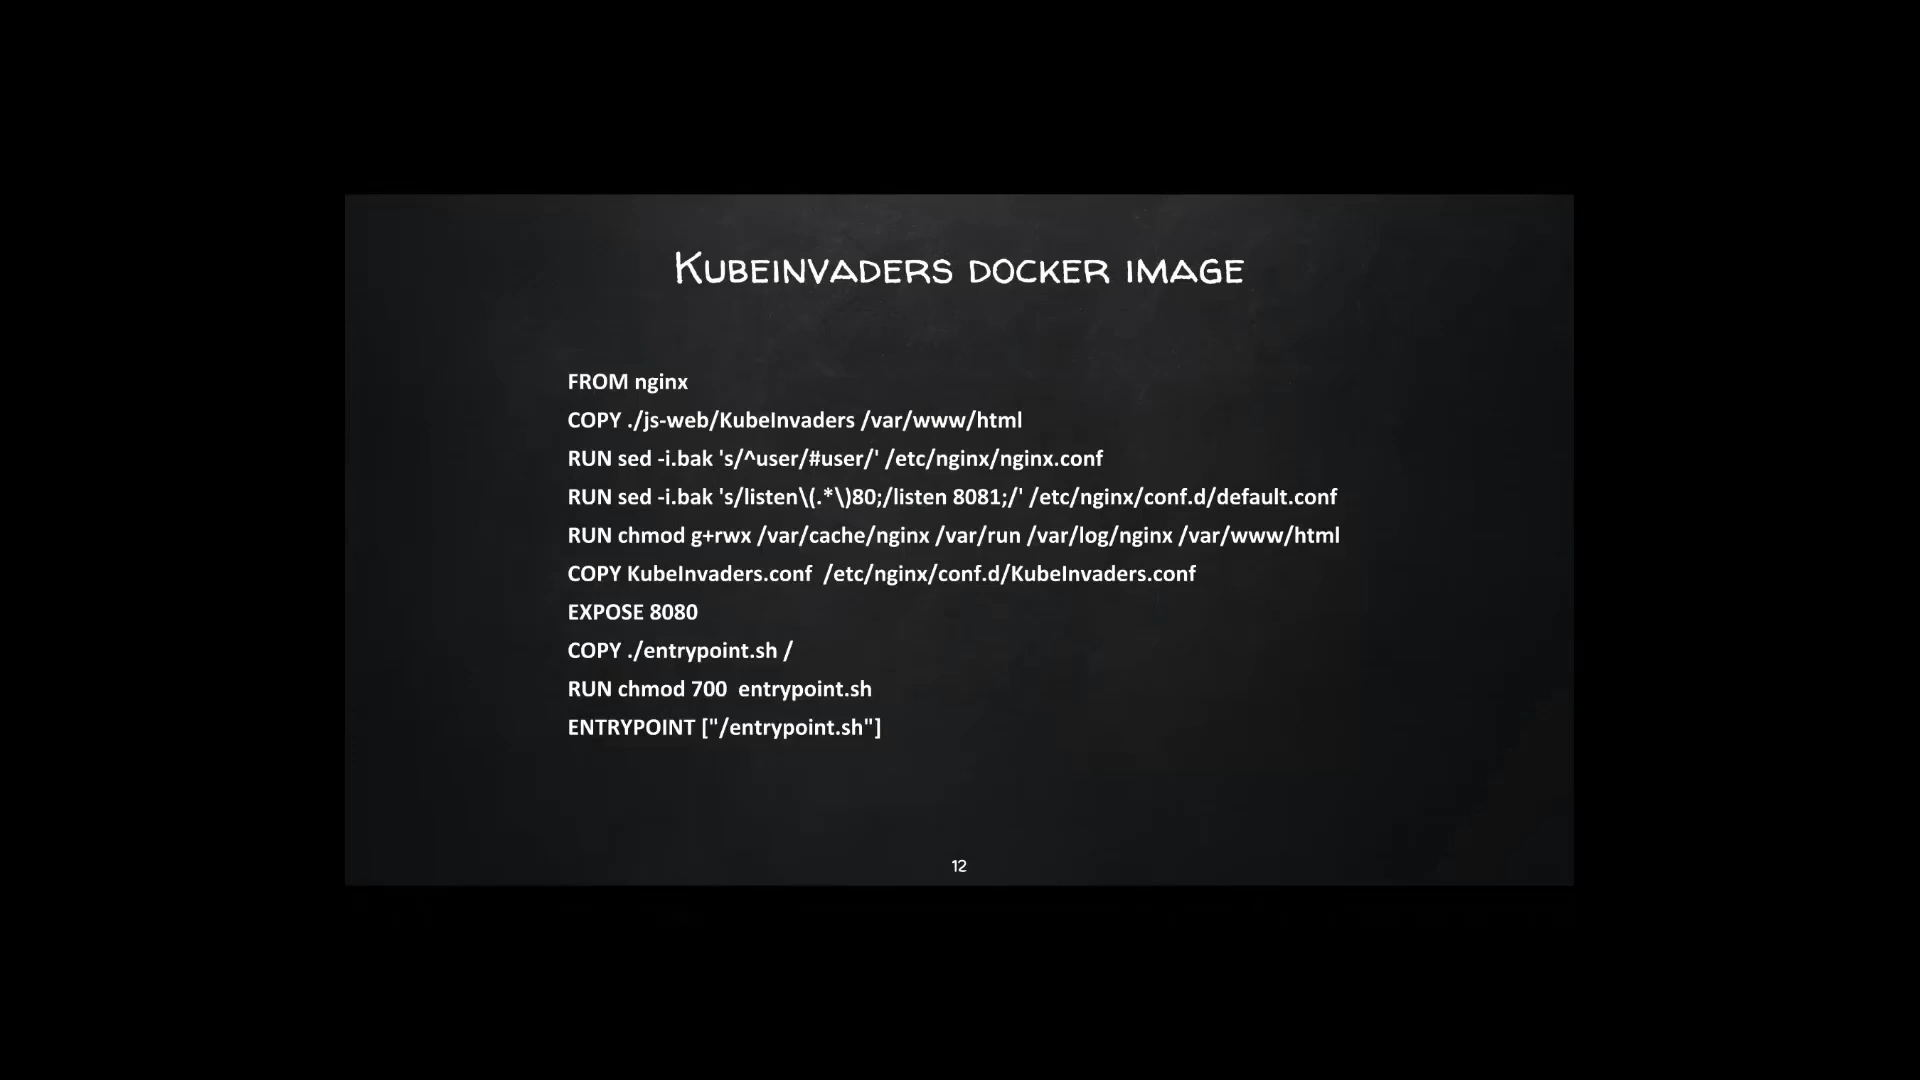 Kubeinvaders docker image
FROM nginx
COPY ./js-web/KubeInvaders /var/www/html
RUN sed -i.bak 's/^user/#user/' /etc/nginx/nginx.conf
RUN sed -i.bak 's/listen\(.*\)80;/listen 8081;/' /etc/nginx/conf.d/default.conf
RUN chmod g+rwx /var/cache/nginx /var/run /var/log/nginx /var/www/html
COPY KubeInvaders.conf  /etc/nginx/conf.d/KubeInvaders.conf
EXPOSE 8080
COPY ./entrypoint.sh /
RUN chmod 700  entrypoint.sh
ENTRYPOINT ["/entrypoint.sh"]
12